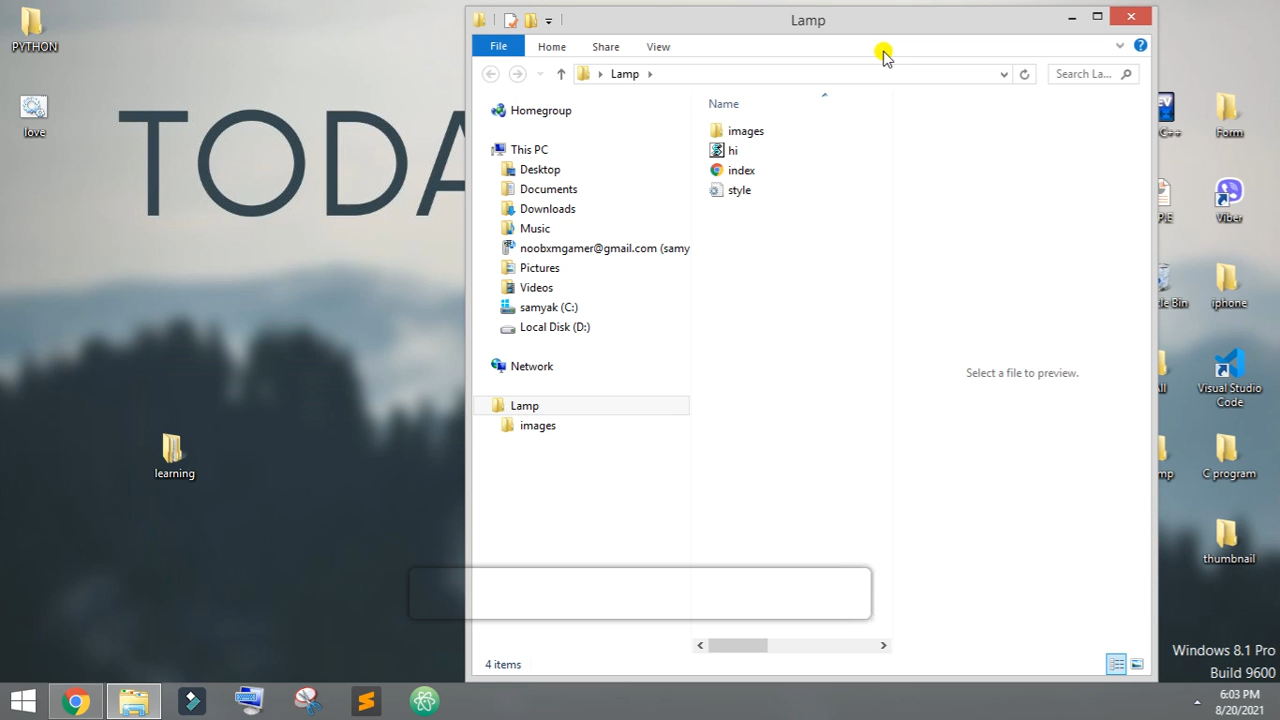 PYTHON
love
TODA
learning
Lamp
File Home Share View
Lamp
Search La...
Homegroup
This PC
Desktop
Documents
Downloads
Music
noobxmgamer@gmail.com (samy
Pictures
Videos
samyak (C:)
Local Disk (D:)
Network
Lamp
images
Name
images
hi
index
style
Select a file to preview.
4 items
C++
Form
Viber
le Bin
iphone
Visual Studio
Code
C program
mp
thumbnail
Windows 8.1 Pro
Build 9600
6:03 PM
8/20/2021